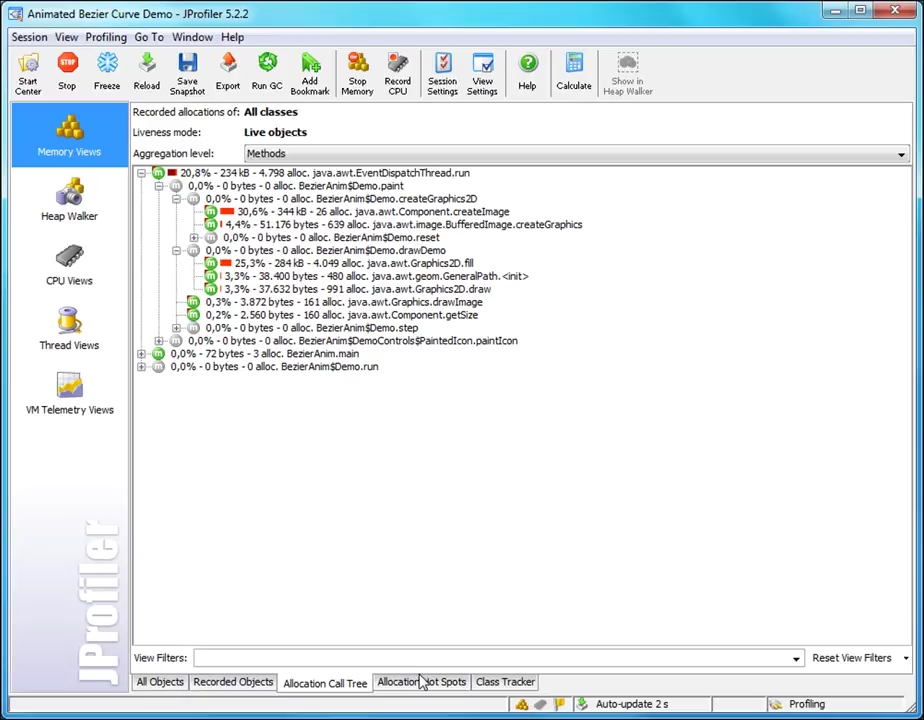 Animated Bezier Curve Demo - JProfiler 5.2.2
Session View Profiling Go To Window Help
Start Center
Stop
Freeze
Reload
Save Snapshot
Export
Run GC
Add Bookmark
Stop Memory
Record CPU
Session Settings
View Settings
Help
Calculate
Show in Heap Walker
Memory Views
Heap Walker
CPU Views
Thread Views
VM Telemetry Views
JProfiler
Recorded allocations of: All classes
Liveness mode: Live objects
Aggregation level: Methods
20,8% - 234 kB - 4.798 alloc. java.awt.EventDispatchThread.run
0,0% - 0 bytes - 0 alloc. BezierAnim$Demo.paint
0,0% - 0 bytes - 0 alloc. BezierAnim$Demo.createGraphics2D
30,6% - 344 kB - 26 alloc. java.awt.Component.createImage
4,4% - 51.176 bytes - 639 alloc. java.awt.image.BufferedImage.createGraphics
0,0% - 0 bytes - 0 alloc. BezierAnim$Demo.reset
0,0% - 0 bytes - 0 alloc. BezierAnim$Demo.drawDemo
25,3% - 284 kB - 4.049 alloc. java.awt.Graphics2D.fill
3,3% - 38.400 bytes - 480 alloc. java.awt.geom.GeneralPath.<init>
3,3% - 37.632 bytes - 991 alloc. java.awt.Graphics2D.draw
0,3% - 3.872 bytes - 161 alloc. java.awt.Graphics.drawImage
0,2% - 2.560 bytes - 160 alloc. java.awt.Component.getSize
0,0% - 0 bytes - 0 alloc. BezierAnim$Demo.step
0,0% - 0 bytes - 0 alloc. BezierAnim$DemoControls$PaintedIcon.paintIcon
0,0% - 72 bytes - 3 alloc. BezierAnim.main
0,0% - 0 bytes - 0 alloc. BezierAnim$Demo.run
View Filters: Reset View Filters
All Objects Recorded Objects Allocation Call Tree Allocation Hot Spots Class Tracker
Auto-update 2 s Profiling